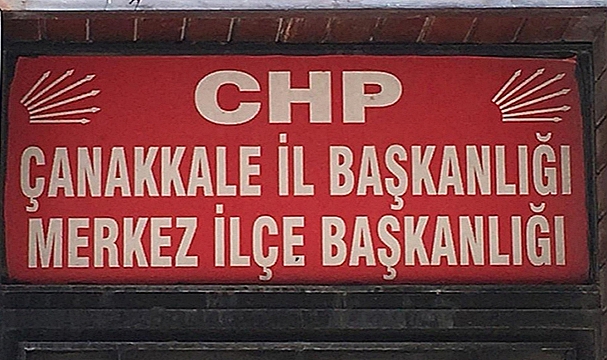 CHP
ÇANAKKALE İL BAŞKANLIĞI
MERKEZ İLÇE BAŞKANLIĞI